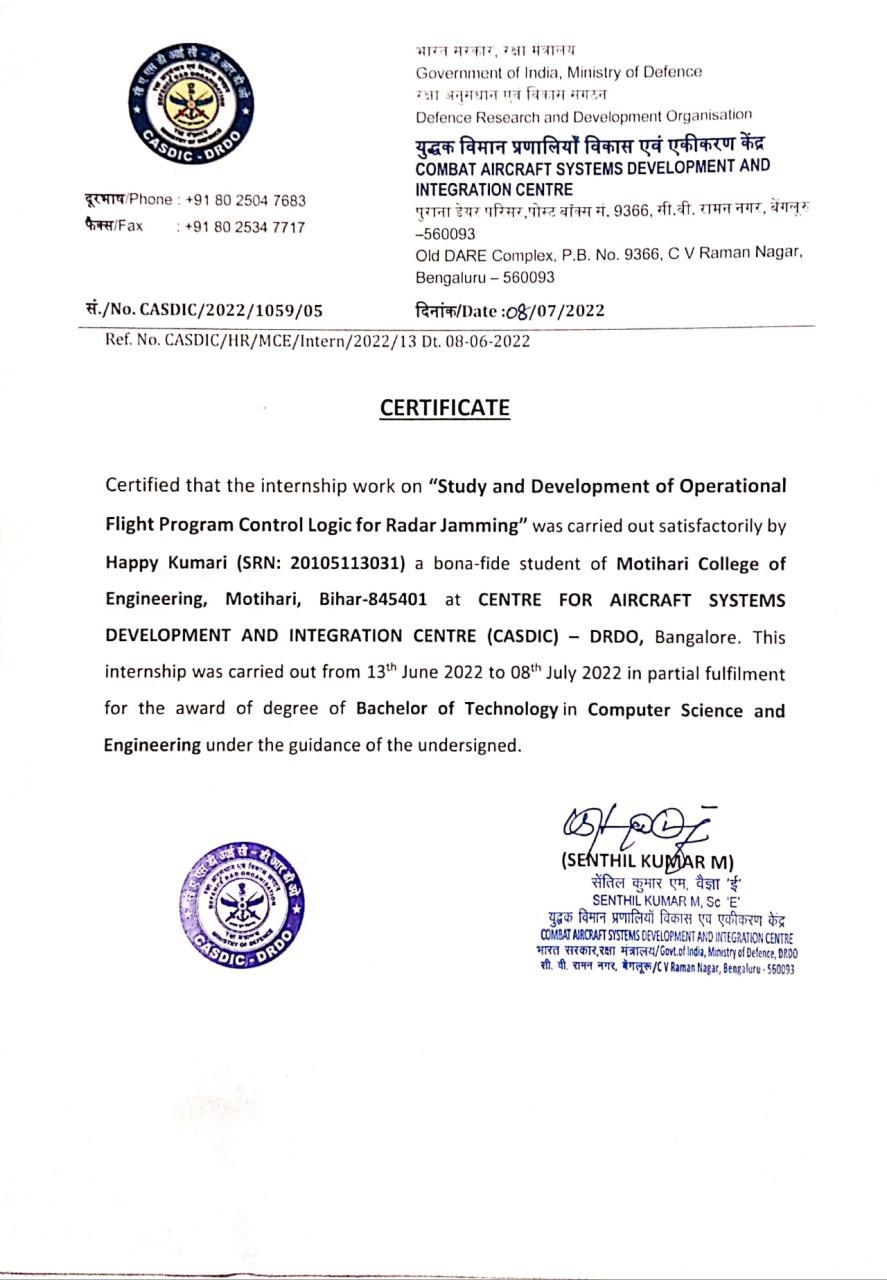 सी ए एस डी आई सी - डी आर डी ओ
DEFENCE R&D ORGANISATION
MINISTRY OF DEFENCE
CASDIC - DRDO
दूरभाष/Phone : +91 80 2504 7683
फैक्स/Fax : +91 80 2534 7717
भारत सरकार, रक्षा मंत्रालय
Government of India, Ministry of Defence
रक्षा अनुसंधान एवं विकास संगठन
Defence Research and Development Organisation
युद्धक विमान प्रणालियाँ विकास एवं एकीकरण केंद्र
COMBAT AIRCRAFT SYSTEMS DEVELOPMENT AND
INTEGRATION CENTRE
पुराना डेयर परिसर,पोस्ट बॉक्स सं. 9366, सी.वी. रामन नगर, बेंगलूरु
–560093
Old DARE Complex, P.B. No. 9366, C V Raman Nagar,
Bengaluru – 560093
सं./No. CASDIC/2022/1059/05 दिनांक/Date :08/07/2022
Ref. No. CASDIC/HR/MCE/Intern/2022/13 Dt. 08-06-2022
CERTIFICATE
Certified that the internship work on “Study and Development of Operational
Flight Program Control Logic for Radar Jamming” was carried out satisfactorily by
Happy Kumari (SRN: 20105113031) a bona-fide student of Motihari College of
Engineering, Motihari, Bihar-845401 at CENTRE FOR AIRCRAFT SYSTEMS
DEVELOPMENT AND INTEGRATION CENTRE (CASDIC) – DRDO, Bangalore. This
internship was carried out from 13th June 2022 to 08th July 2022 in partial fulfilment
for the award of degree of Bachelor of Technology in Computer Science and
Engineering under the guidance of the undersigned.
सी ए एस डी आई सी - डी आर डी ओ
DEFENCE R&D ORGANISATION
MINISTRY OF DEFENCE
CASDIC - DRDO
(SENTHIL KUMAR M)
सेंतिल कुमार एम, वैज्ञा 'ई'
SENTHIL KUMAR M, Sc 'E'
युद्धक विमान प्रणालियाँ विकास एवं एकीकरण केंद्र
COMBAT AIRCRAFT SYSTEMS DEVELOPMENT AND INTEGRATION CENTRE
भारत सरकार,रक्षा मंत्रालय/Govt.of India, Ministry of Defence, DRDO
सी. वी. रामन नगर, बेंगलूरू/C V Raman Nagar, Bengaluru - 560093